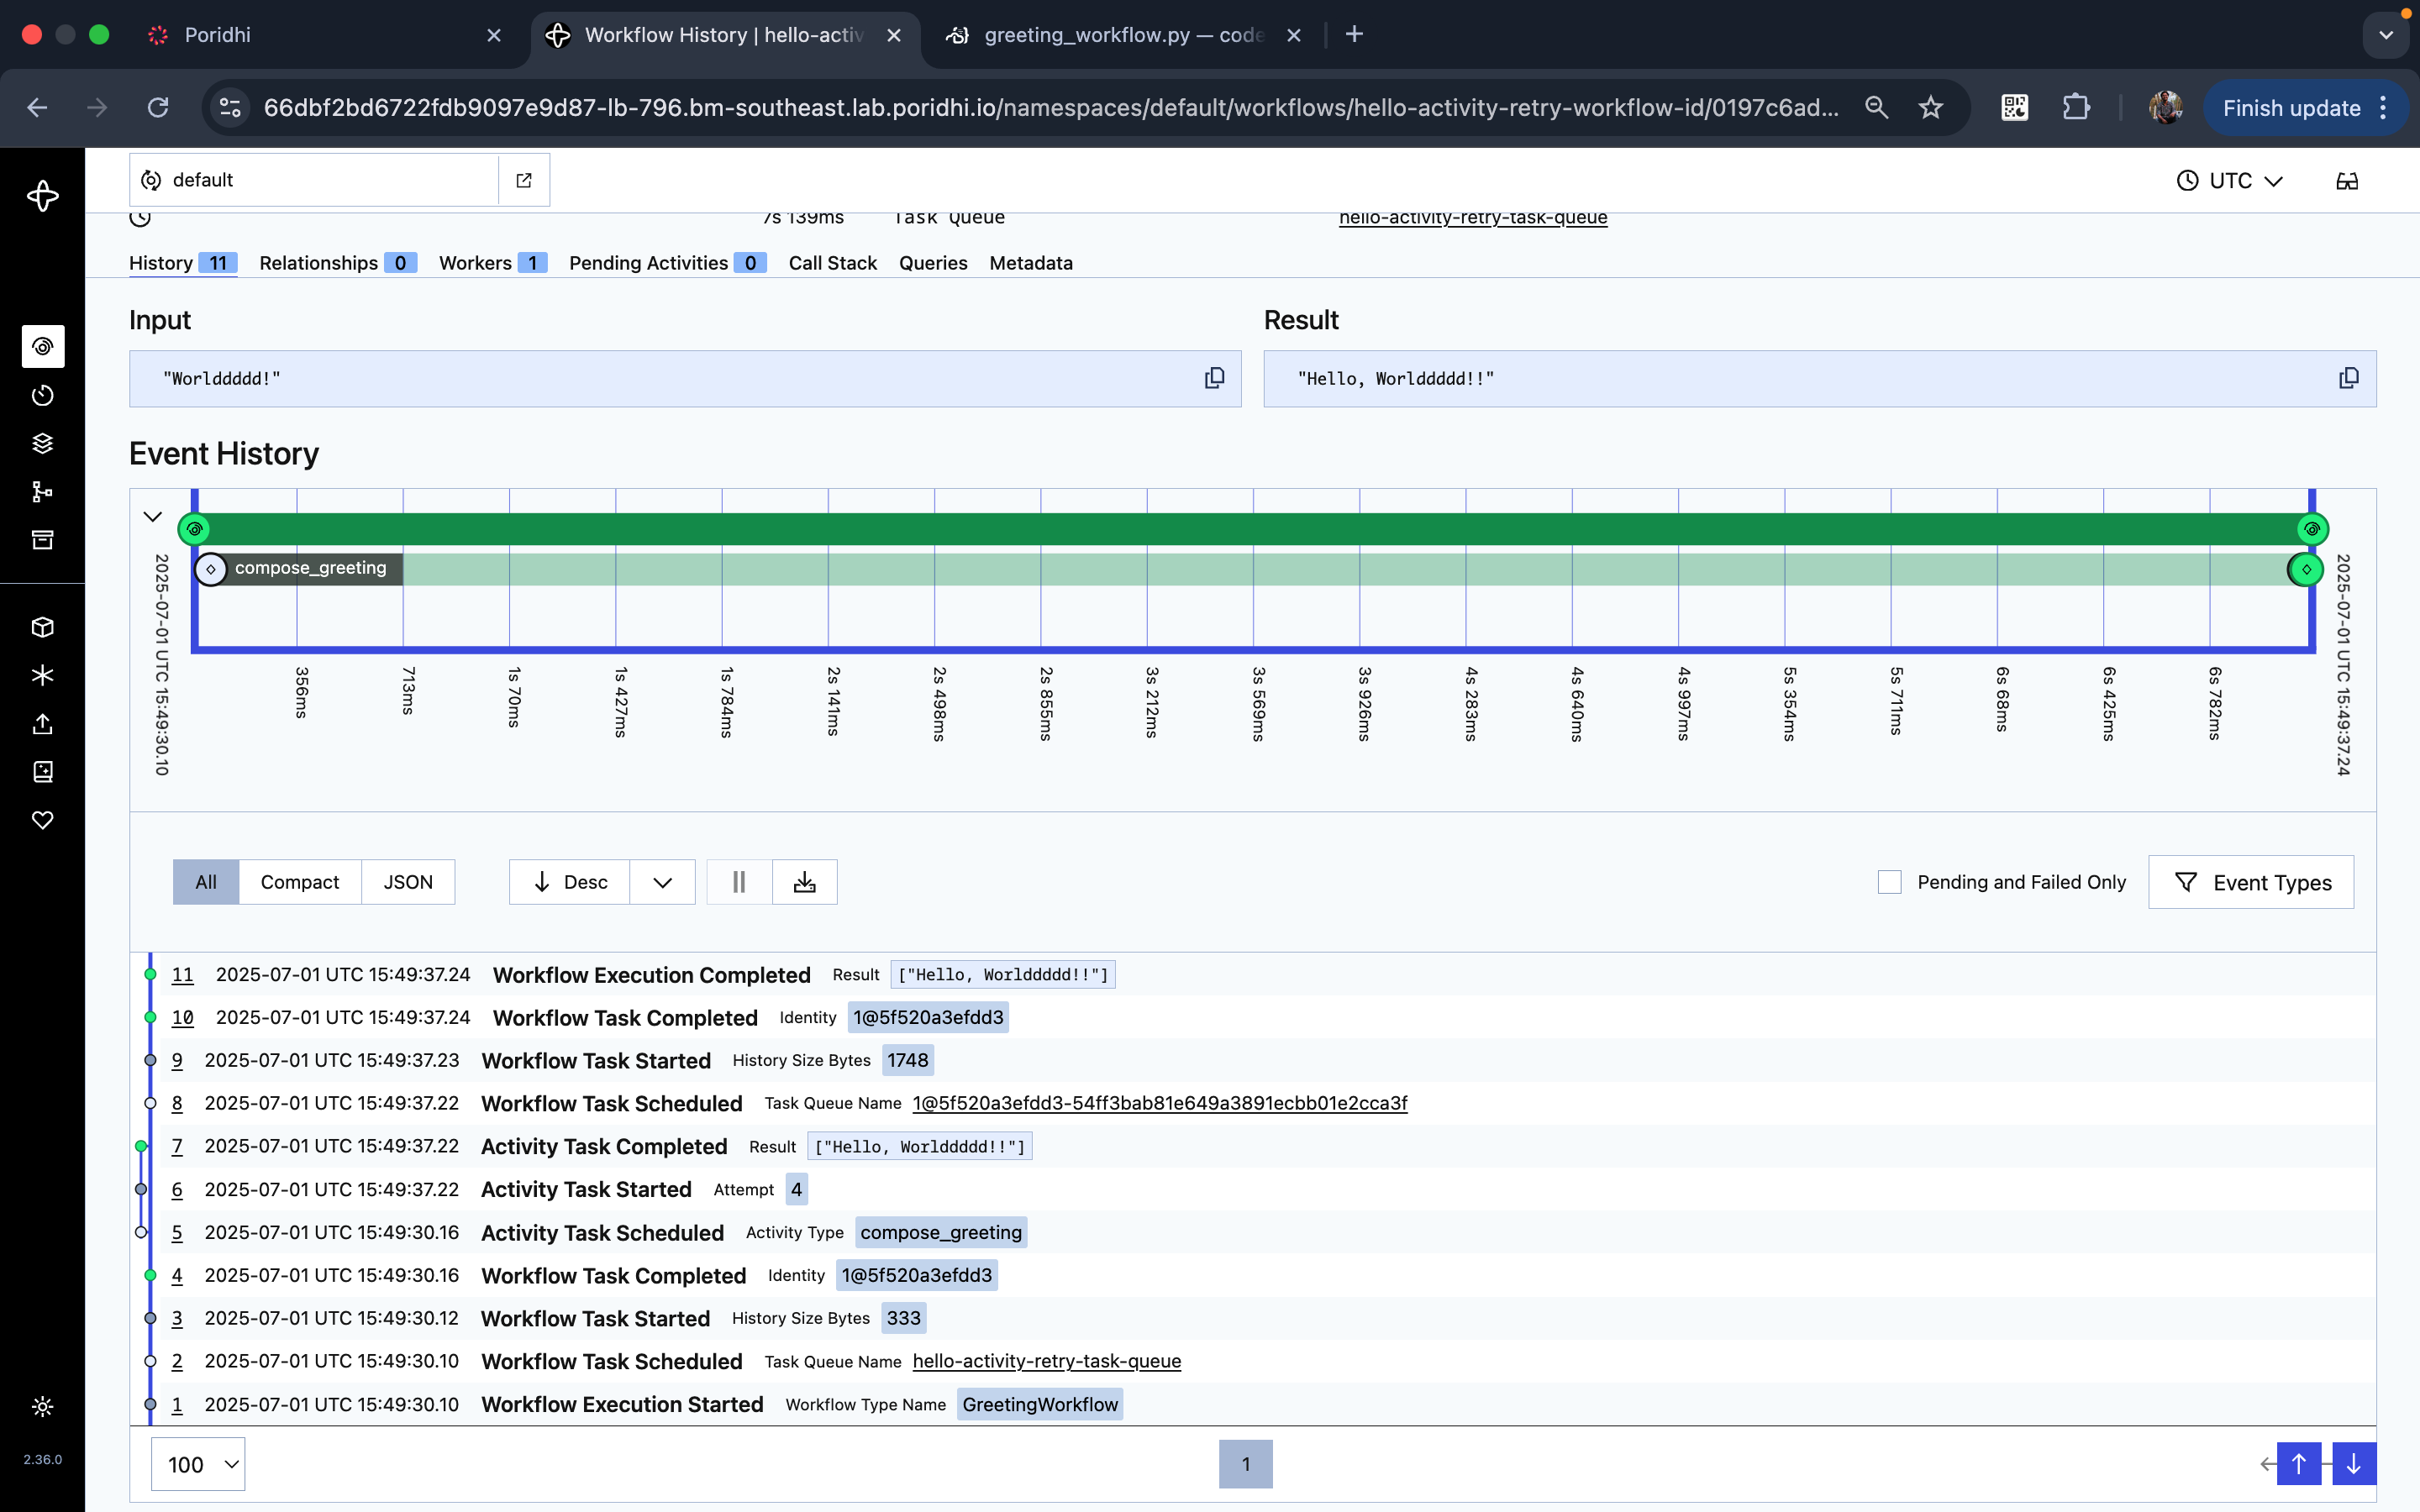 Poridhi
Workflow History | hello-activ
greeting_workflow.py — code
66dbf2bd6722fdb9097e9d87-lb-796.bm-southeast.lab.poridhi.io/namespaces/default/workflows/hello-activity-retry-workflow-id/0197c6ad...
Finish update
default
UTC
7s 139ms Task Queue hello-activity-retry-task-queue
History 11 Relationships 0 Workers 1 Pending Activities 0 Call Stack Queries Metadata
Input
Result
"Worlddddd!"
"Hello, Worlddddd!!"
Event History
compose_greeting
2025-07-01 UTC 15:49:30.10
356ms
713ms
1s 70ms
1s 427ms
1s 784ms
2s 141ms
2s 498ms
2s 855ms
3s 212ms
3s 569ms
3s 926ms
4s 283ms
4s 640ms
4s 997ms
5s 354ms
5s 711ms
6s 68ms
6s 425ms
6s 782ms
2025-07-01 UTC 15:49:37.24
All Compact JSON Desc
Pending and Failed Only Event Types
11 2025-07-01 UTC 15:49:37.24 Workflow Execution Completed Result ["Hello, Worlddddd!!"]
10 2025-07-01 UTC 15:49:37.24 Workflow Task Completed Identity 1@5f520a3efdd3
9 2025-07-01 UTC 15:49:37.23 Workflow Task Started History Size Bytes 1748
8 2025-07-01 UTC 15:49:37.22 Workflow Task Scheduled Task Queue Name 1@5f520a3efdd3-54ff3bab81e649a3891ecbb01e2cca3f
7 2025-07-01 UTC 15:49:37.22 Activity Task Completed Result ["Hello, Worlddddd!!"]
6 2025-07-01 UTC 15:49:37.22 Activity Task Started Attempt 4
5 2025-07-01 UTC 15:49:30.16 Activity Task Scheduled Activity Type compose_greeting
4 2025-07-01 UTC 15:49:30.16 Workflow Task Completed Identity 1@5f520a3efdd3
3 2025-07-01 UTC 15:49:30.12 Workflow Task Started History Size Bytes 333
2 2025-07-01 UTC 15:49:30.10 Workflow Task Scheduled Task Queue Name hello-activity-retry-task-queue
1 2025-07-01 UTC 15:49:30.10 Workflow Execution Started Workflow Type Name GreetingWorkflow
2.36.0
100
1